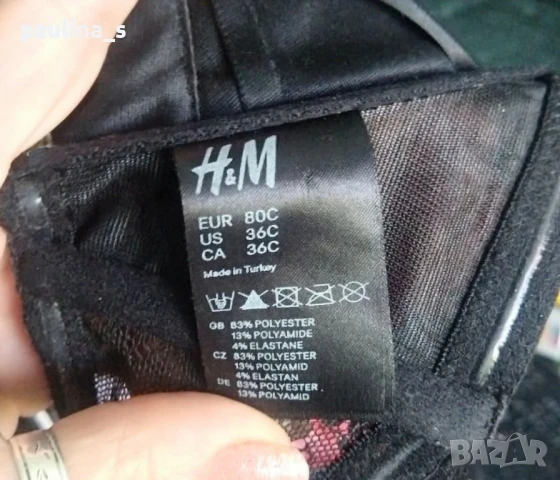 paulina_s
H&M
EUR 80C
US 36C
CA 36C
Made in Turkey
GB 83% POLYESTER
13% POLYAMIDE
4% ELASTANE
CZ 83% POLYESTER
13% POLYAMID
4% ELASTAN
DE 83% POLYESTER
13% POLYAMID
BAZAR